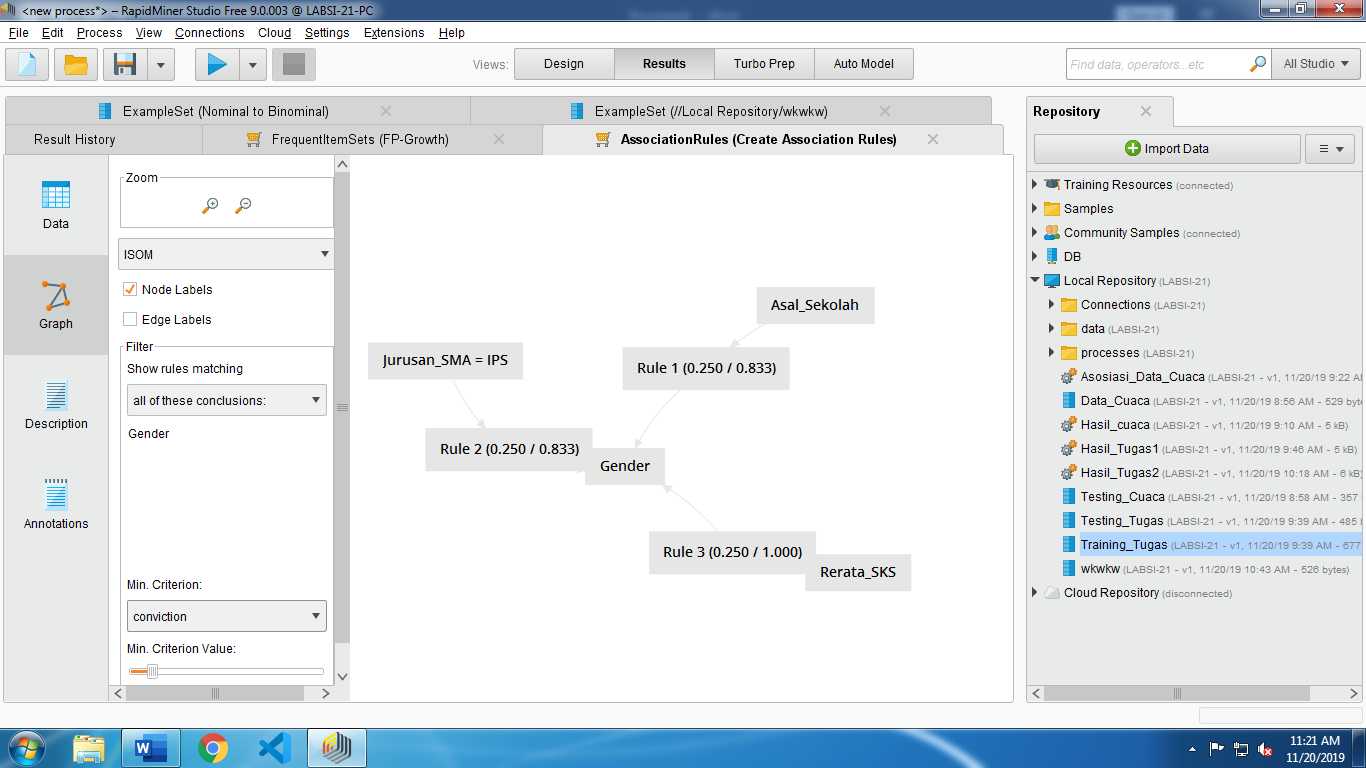 <new process*> – RapidMiner Studio Free 9.0.003 @ LABSI-21-PC
File Edit Process View Connections Cloud Settings Extensions Help
Views: Design Results Turbo Prep Auto Model
Find data, operators...etc
All Studio
ExampleSet (Nominal to Binominal)
ExampleSet (//Local Repository/wkwkw)
Result History
FrequentItemSets (FP-Growth)
AssociationRules (Create Association Rules)
Data
Graph
Description
Annotations
Zoom
ISOM
Node Labels
Edge Labels
Filter
Show rules matching
all of these conclusions:
Gender
Min. Criterion:
conviction
Min. Criterion Value:
Asal_Sekolah
Jurusan_SMA = IPS
Rule 1 (0.250 / 0.833)
Rule 2 (0.250 / 0.833)
Gender
Rule 3 (0.250 / 1.000)
Rerata_SKS
Repository
Import Data
Training Resources (connected)
Samples
Community Samples (connected)
DB
Local Repository (LABSI-21)
Connections (LABSI-21)
data (LABSI-21)
processes (LABSI-21)
Asosiasi_Data_Cuaca (LABSI-21 - v1, 11/20/19 9:22 A
Data_Cuaca (LABSI-21 - v1, 11/20/19 8:56 AM - 529 byte
Hasil_cuaca (LABSI-21 - v1, 11/20/19 9:10 AM - 5 kB)
Hasil_Tugas1 (LABSI-21 - v1, 11/20/19 9:46 AM - 5 kB)
Hasil_Tugas2 (LABSI-21 - v1, 11/20/19 10:18 AM - 6 kB)
Testing_Cuaca (LABSI-21 - v1, 11/20/19 8:58 AM - 357
Testing_Tugas (LABSI-21 - v1, 11/20/19 9:39 AM - 485 b
Training_Tugas (LABSI-21 - v1, 11/20/19 9:39 AM - 677
wkwkw (LABSI-21 - v1, 11/20/19 10:43 AM - 526 bytes)
Cloud Repository (disconnected)
11:21 AM
11/20/2019